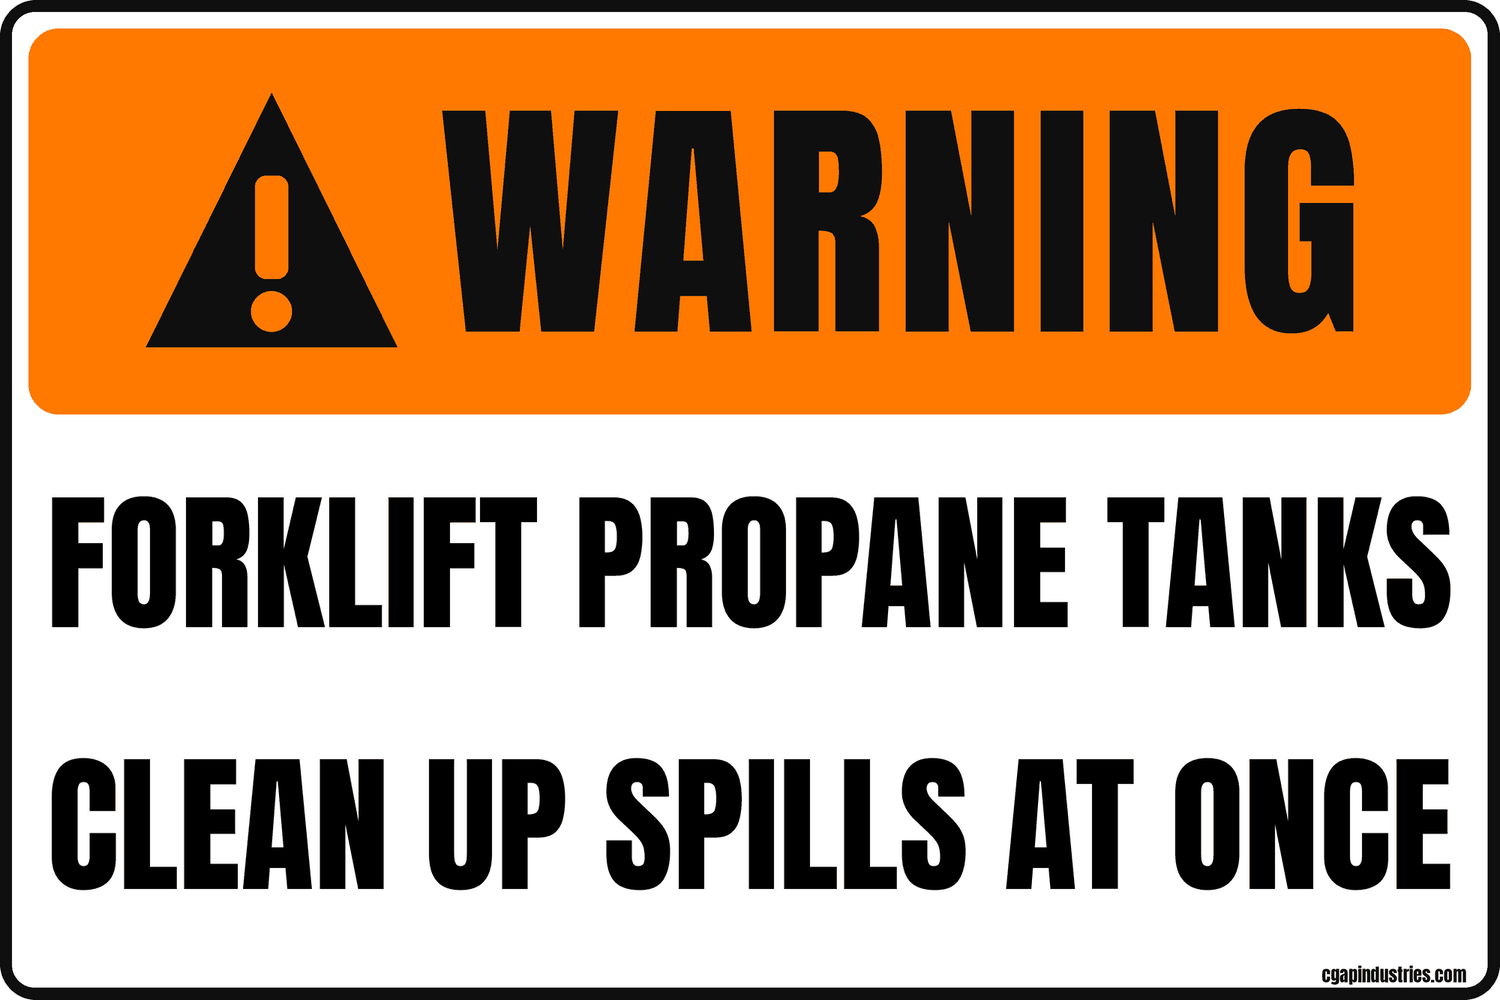 WARNING
FORKLIFT PROPANE TANKS
CLEAN UP SPILLS AT ONCE
cgapindustries.com